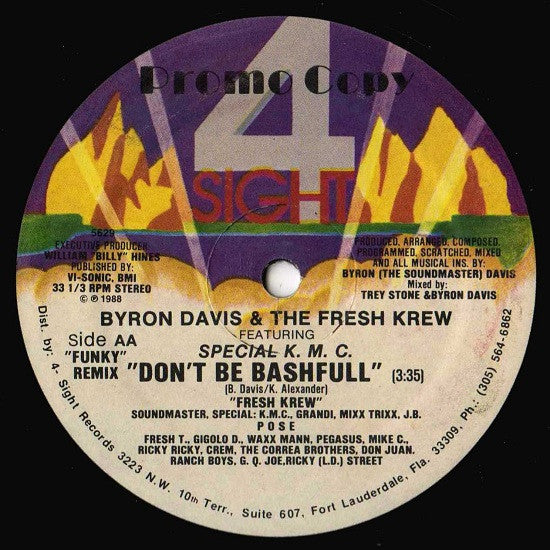 Promo Copy
4
SIGHT
5629
EXECUTIVE PRODUCER
WILLIAM "BILLY" HINES
PUBLISHED BY:
VI-SONIC, BMI
33 1/3 RPM STEREO
© ℗ 1988
PRODUCED, ARRANGED, COMPOSED,
PROGRAMMED, SCRATCHED, MIXED
AND ALL MUSICAL INS. BY:
BYRON (THE SOUNDMASTER) DAVIS
Mixed by:
TREY STONE &BYRON DAVIS
BYRON DAVIS & THE FRESH KREW
FEATURING
SPECIAL K. M. C.
Side AA
"FUNKY"
REMIX "DON'T BE BASHFULL" (3:35)
(B. Davis/K. Alexander)
"FRESH KREW"
SOUNDMASTER, SPECIAL: K.M.C., GRANDI, MIXX TRIXX, J.B.
POSE
FRESH T., GIGOLO D., WAXX MANN, PEGASUS, MIKE C.,
RICKY RICKY, CREM, THE CORREA BROTHERS, DON JUAN.
RANCH BOYS, G. Q. JOE,RICKY (L.D.) STREET
Dist. by: 4- Sight Records 3223 N.W. 10th Terr., Suite 607, Fort Lauderdale, Fla. 33309. Ph.: (305) 564-6862